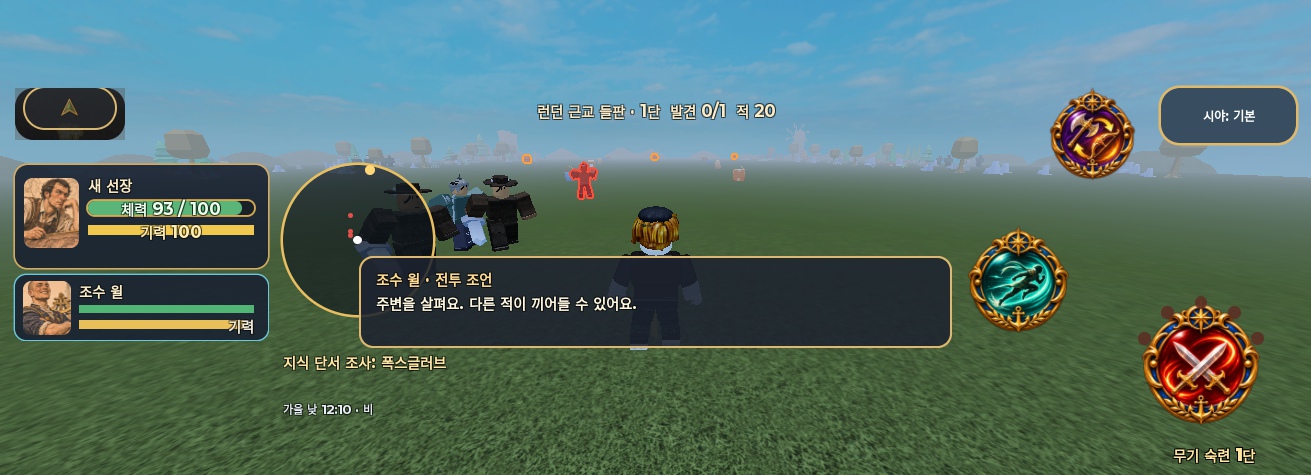 런던 근교 들판 · 1단 발견 0/1 적 20
시야: 기본
새 선장
체력 93 / 100
기력 100
조수 윌
기력
조수 윌 · 전투 조언
주변을 살펴요. 다른 적이 끼어들 수 있어요.
지식 단서 조사: 폭스글러브
가을 낮 12:10 · 비
무기 숙련 1단